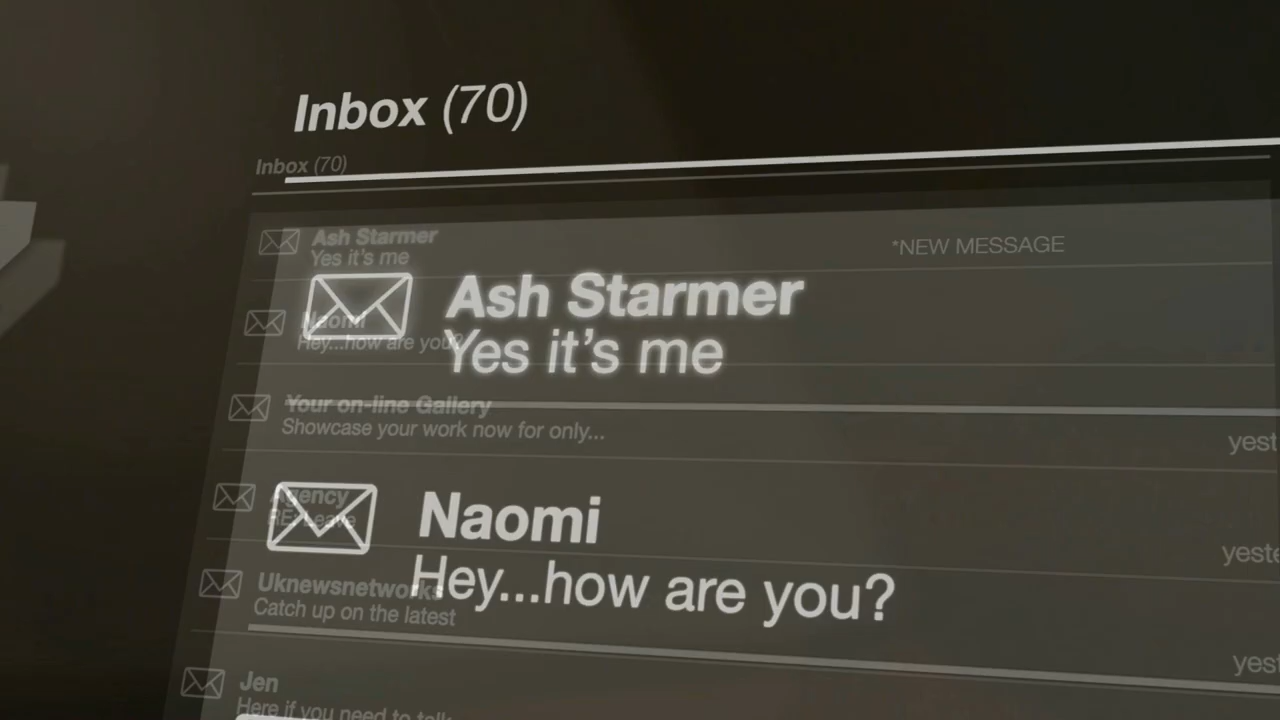 Inbox (70)
Inbox (70)
Ash Starmer
Yes it's me
*NEW MESSAGE
Ash Starmer
Yes it's me
Naomi
Hey...how are you?
Your on-line Gallery
Showcase your work now for only...
Agency
RE: Leave
Naomi
Hey...how are you?
Uknewsnetworks
Catch up on the latest
Jen
Here if you need to talk